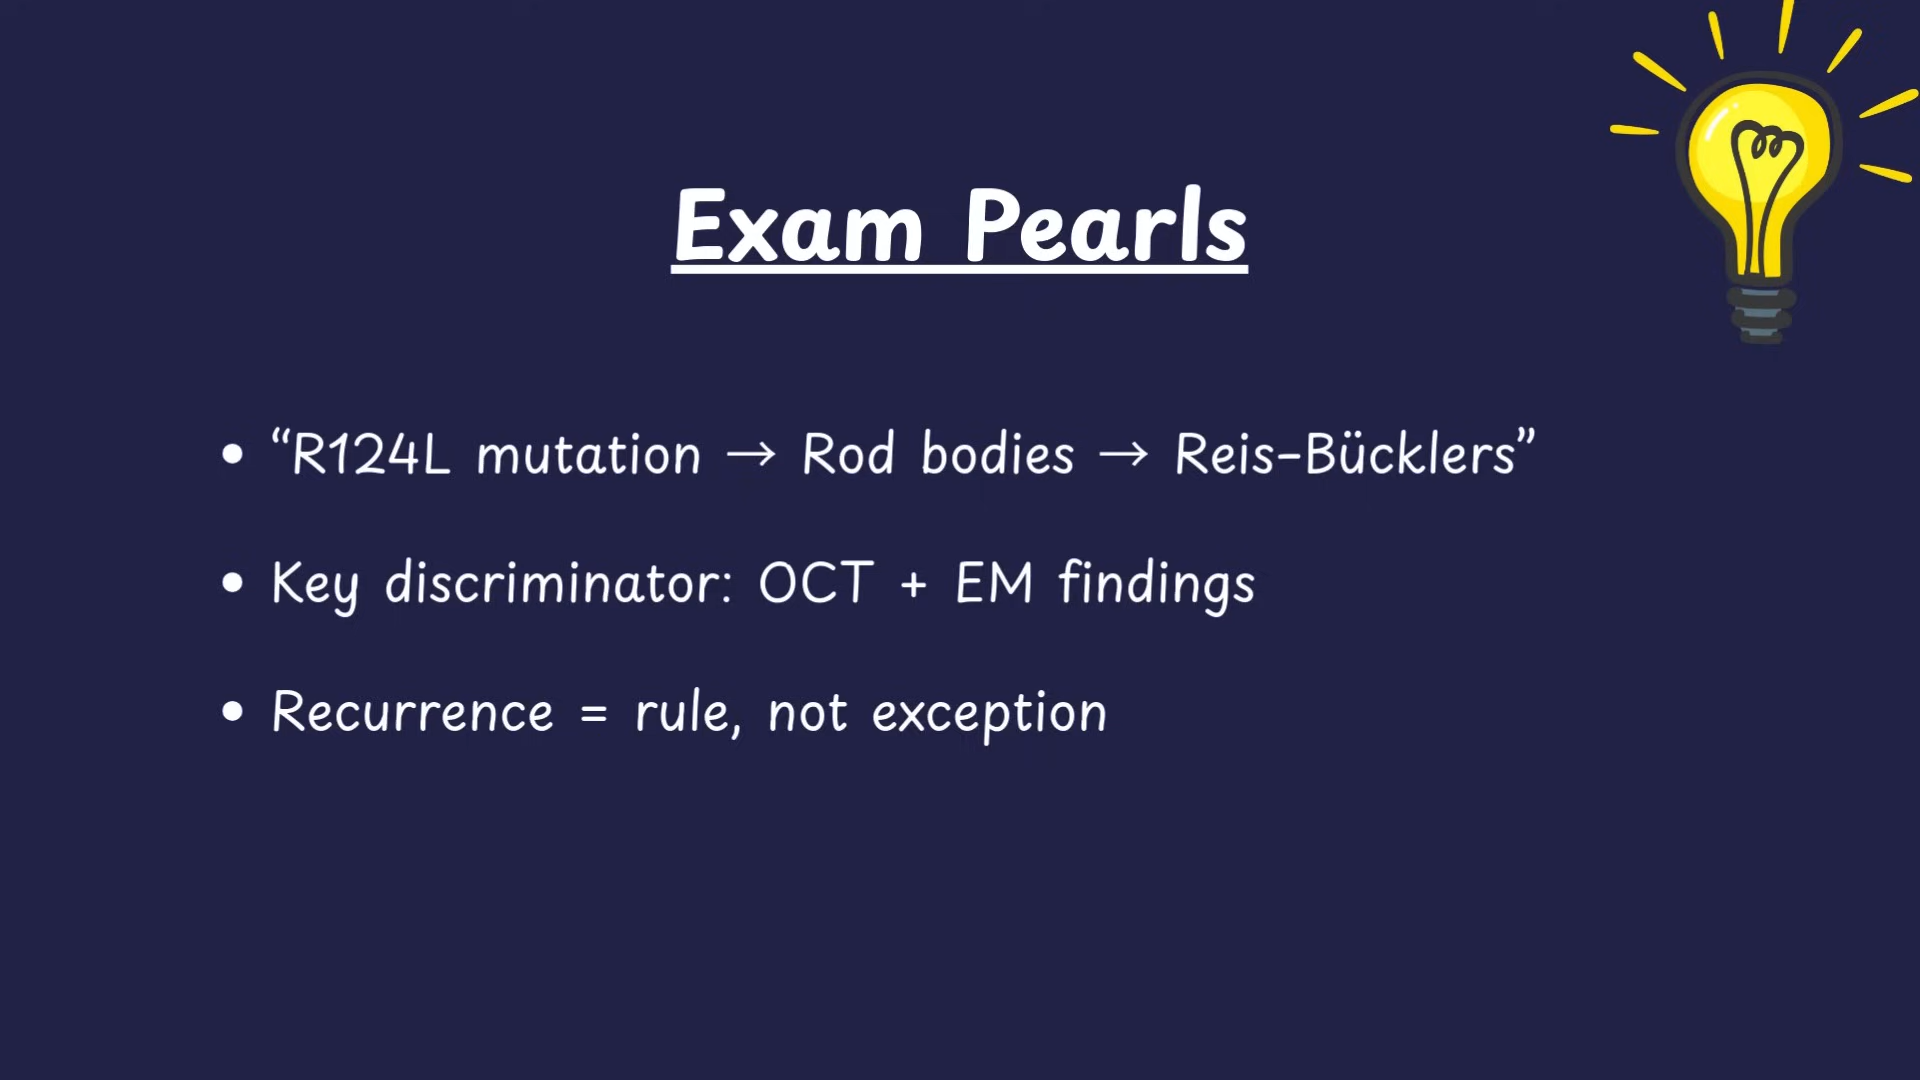 Exam Pearls
• “R124L mutation → Rod bodies → Reis-Bücklers”
• Key discriminator: OCT + EM findings
• Recurrence = rule, not exception